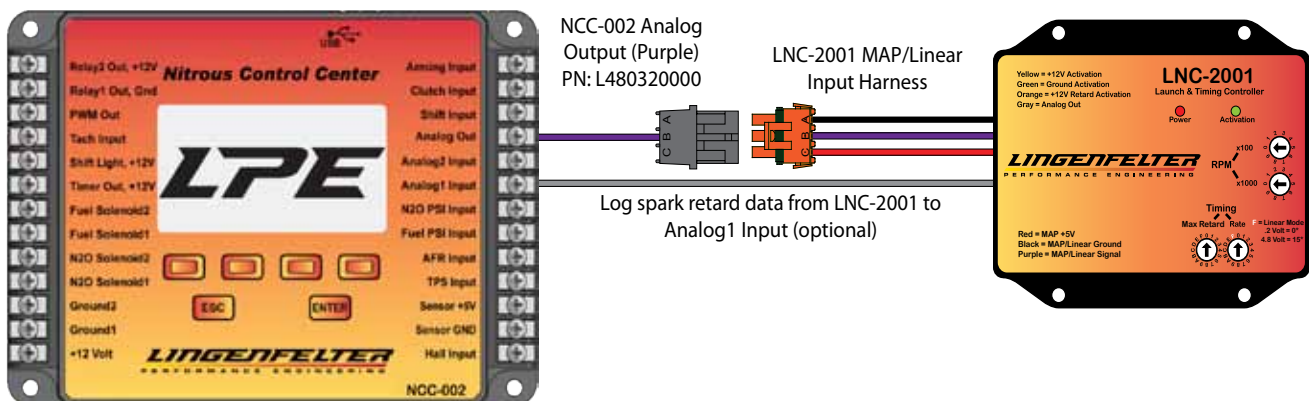 USB
Relay2 Out, +12V
Relay1 Out, Gnd
PWM Out
Tach Input
Shift Light, +12V
Timer Out, +12V
Fuel Solenoid2
Fuel Solenoid1
N2O Solenoid2
N2O Solenoid1
Ground2
Ground1
+12 Volt
Nitrous Control Center
LPE
ESC
ENTER
LINGENFELTER
PERFORMANCE ENGINEERING
NCC-002
Arming Input
Clutch Input
Shift Input
Analog Out
Analog2 Input
Analog1 Input
N2O PSI Input
Fuel PSI Input
AFR Input
TPS Input
Sensor +5V
Sensor GND
Hall Input
NCC-002 Analog
Output (Purple)
PN: L480320000
LNC-2001 MAP/Linear
Input Harness
A
B
C
A
B
C
Log spark retard data from LNC-2001 to
Analog1 Input (optional)
Yellow = +12V Activation
Green = Ground Activation
Orange = +12V Retard Activation
Gray = Analog Out
LNC-2001
Launch & Timing Controller
Power
Activation
LINGENFELTER
PERFORMANCE ENGINEERING
x100
RPM
x1000
Timing
Max Retard
Rate
F = Linear Mode
.2 Volt = 0°
4.8 Volt = 15°
Red = MAP +5V
Black = MAP/Linear Ground
Purple = MAP/Linear Signal